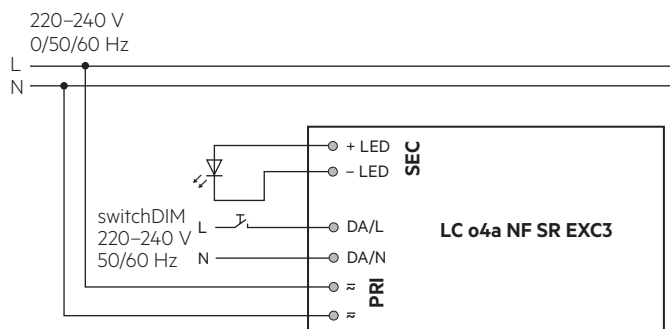 220–240 V
0/50/60 Hz
L
N
+ LED
SEC
– LED
switchDIM
220–240 V
50/60 Hz
L
DA/L
LC o4a NF SR EXC3
N
DA/N
≂
PRI
≂